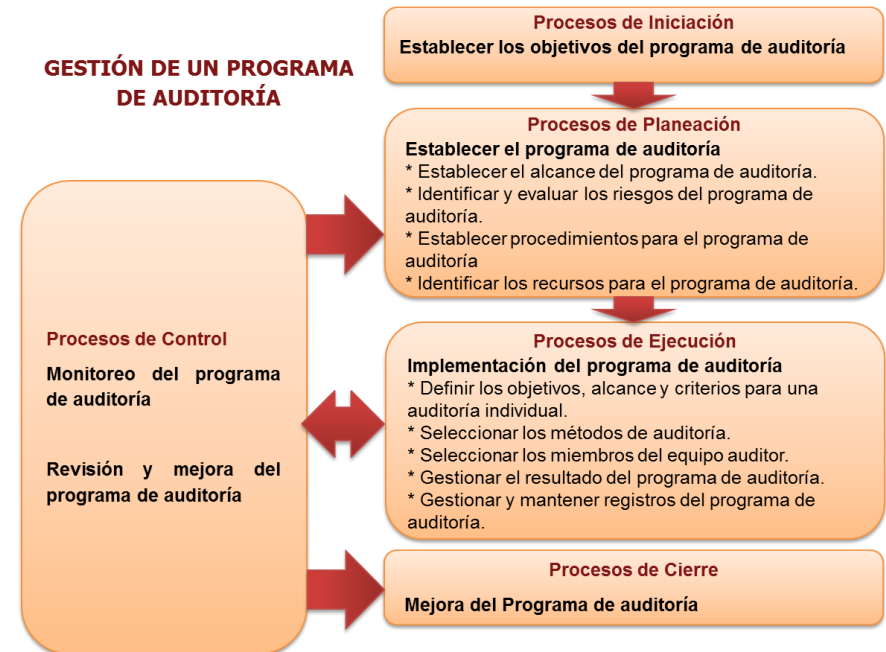 GESTIÓN DE UN PROGRAMA
DE AUDITORÍA
Procesos de Iniciación
Establecer los objetivos del programa de auditoría
Procesos de Planeación
Establecer el programa de auditoría
* Establecer el alcance del programa de auditoría.
* Identificar y evaluar los riesgos del programa de
auditoría.
* Establecer procedimientos para el programa de
auditoría
* Identificar los recursos para el programa de auditoría.
Procesos de Control
Monitoreo del programa
de auditoría
Revisión y mejora del
programa de auditoría
Procesos de Ejecución
Implementación del programa de auditoría
* Definir los objetivos, alcance y criterios para una
auditoría individual.
* Seleccionar los métodos de auditoría.
* Seleccionar los miembros del equipo auditor.
* Gestionar el resultado del programa de auditoría.
* Gestionar y mantener registros del programa de
auditoría.
Procesos de Cierre
Mejora del Programa de auditoría